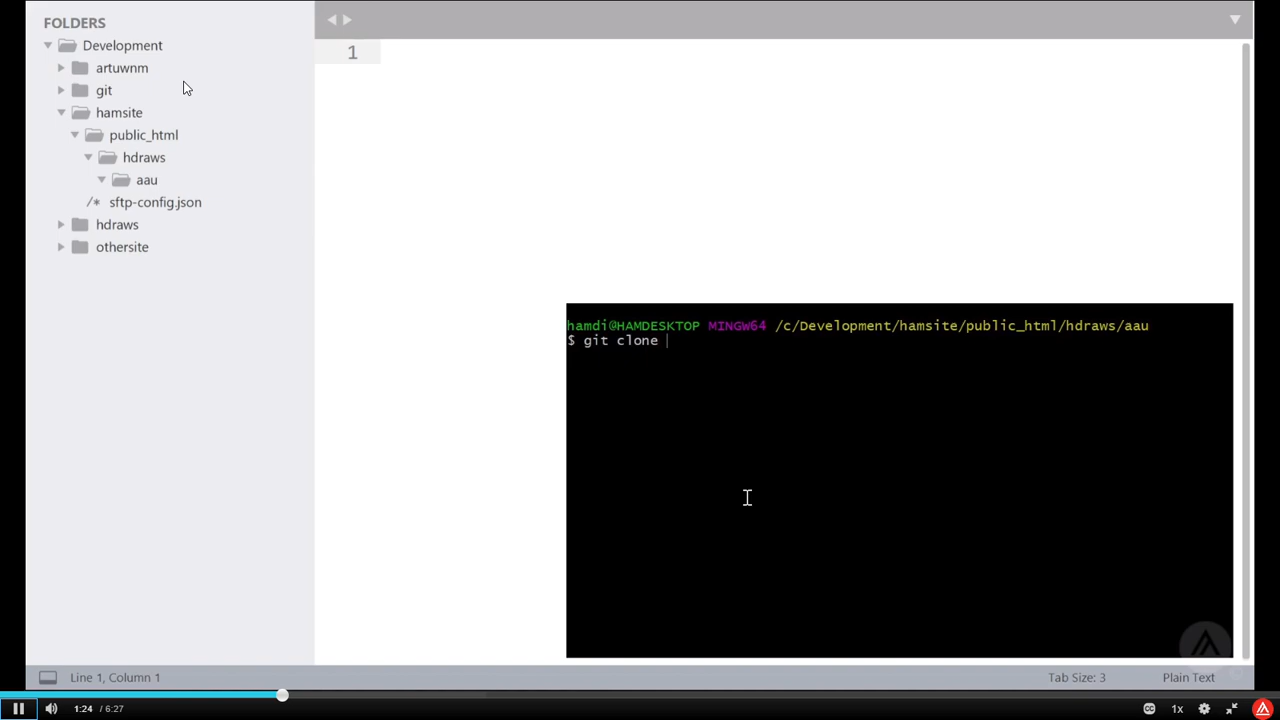 FOLDERS
Development
artuwnm
git
hamsite
public_html
hdraws
aau
/* sftp-config.json
hdraws
othersite
1
hamdi@HAMDESKTOP MINGW64 /c/Development/hamsite/public_html/hdraws/aau
$ git clone
Line 1, Column 1
Tab Size: 3
Plain Text
1:24 / 6:27
CC
1x